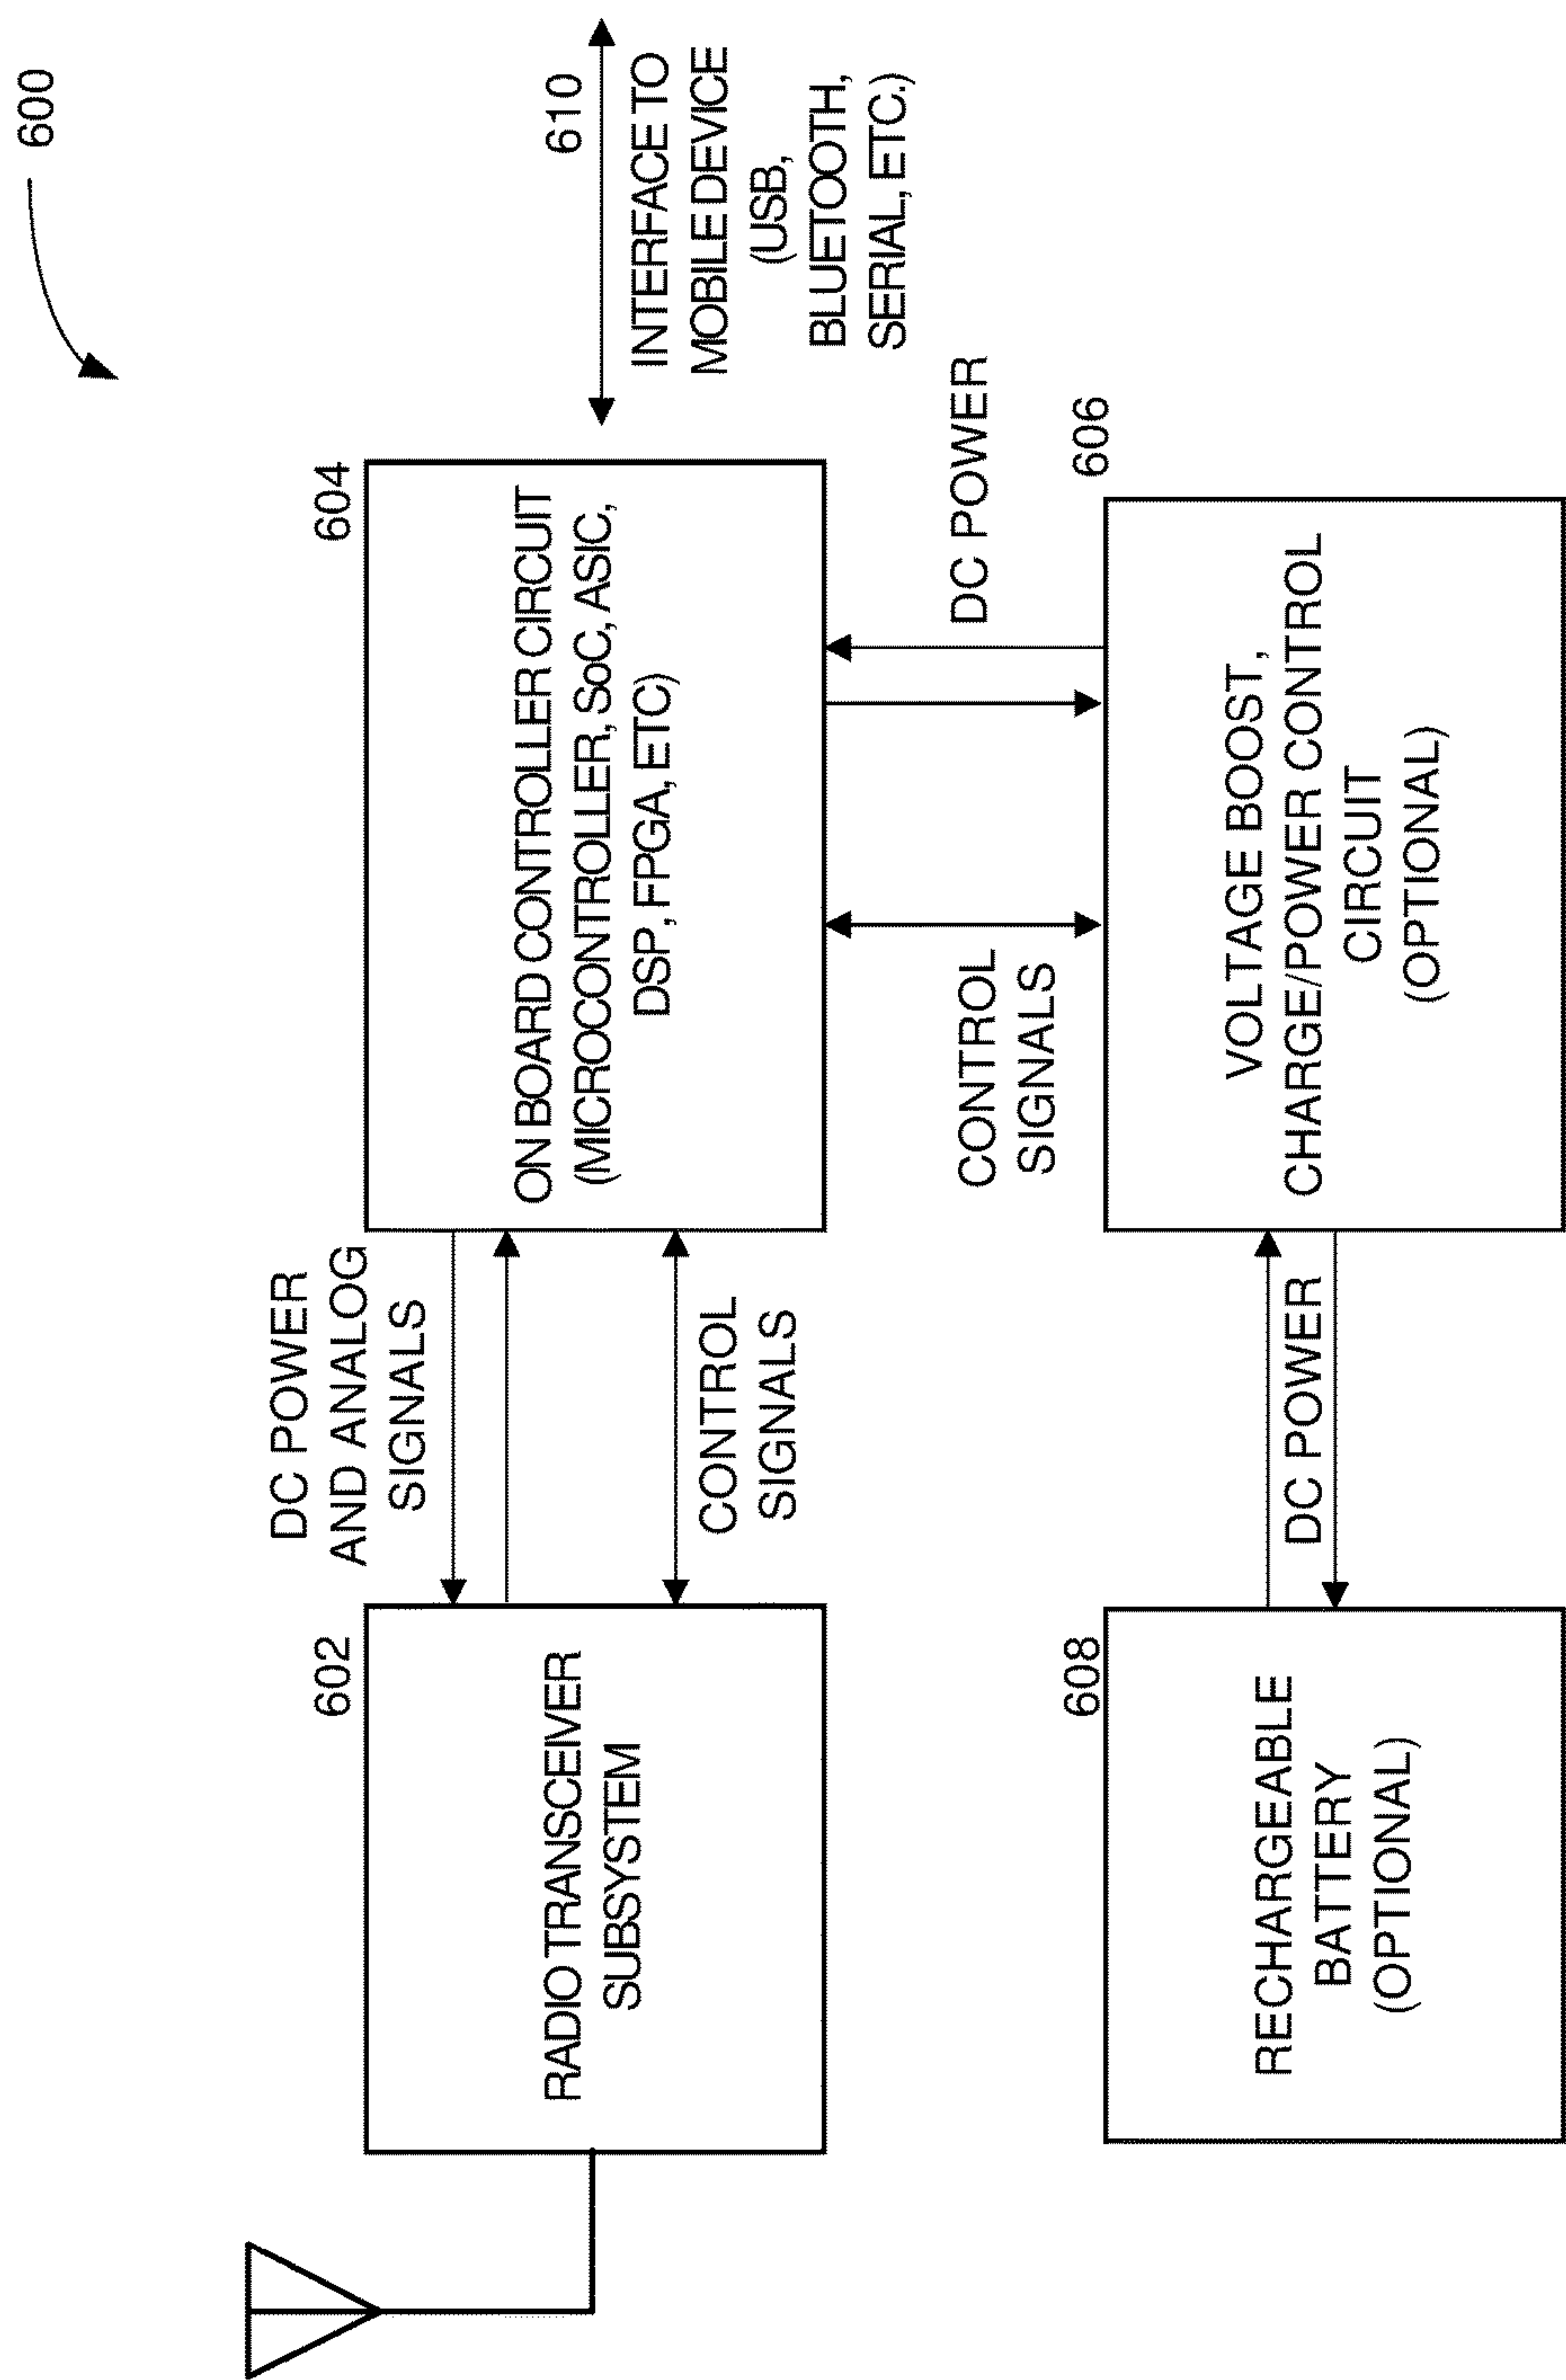 600
602
RADIO TRANSCEIVER
SUBSYSTEM
DC POWER
AND ANALOG
SIGNALS
CONTROL
SIGNALS
604
ON BOARD CONTROLLER CIRCUIT
(MICROCONTROLLER, SoC, ASIC,
DSP, FPGA, ETC)
610
INTERFACE TO
MOBILE DEVICE
(USB,
BLUETOOTH,
SERIAL, ETC.)
CONTROL
SIGNALS
DC POWER
608
RECHARGEABLE
BATTERY
(OPTIONAL)
DC POWER
606
VOLTAGE BOOST,
CHARGE/POWER CONTROL
CIRCUIT
(OPTIONAL)